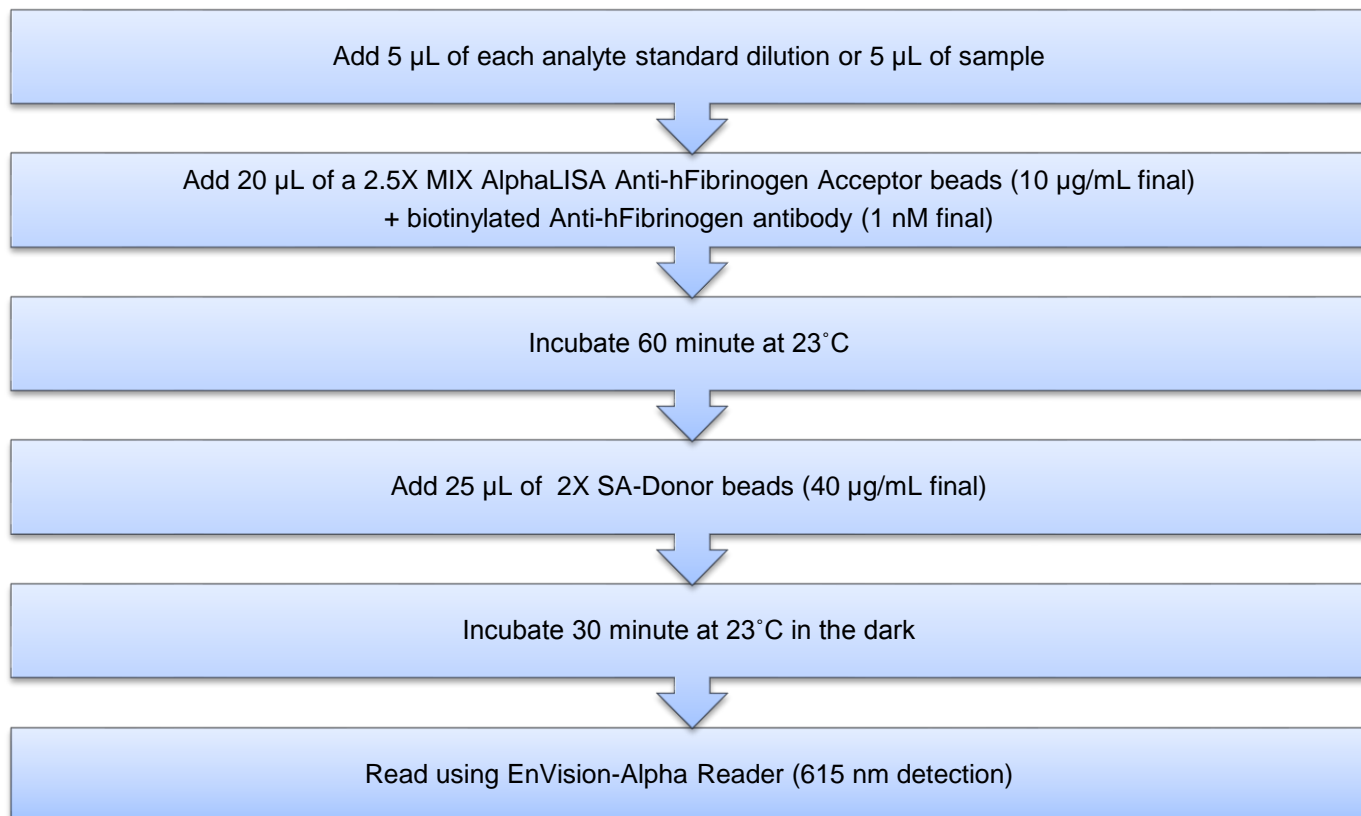 Add 5 µL of each analyte standard dilution or 5 µL of sample
Add 20 µL of a 2.5X MIX AlphaLISA Anti-hFibrinogen Acceptor beads (10 µg/mL final)
+ biotinylated Anti-hFibrinogen antibody (1 nM final)
Incubate 60 minute at 23˚C
Add 25 µL of  2X SA-Donor beads (40 µg/mL final)
Incubate 30 minute at 23˚C in the dark
Read using EnVision-Alpha Reader (615 nm detection)